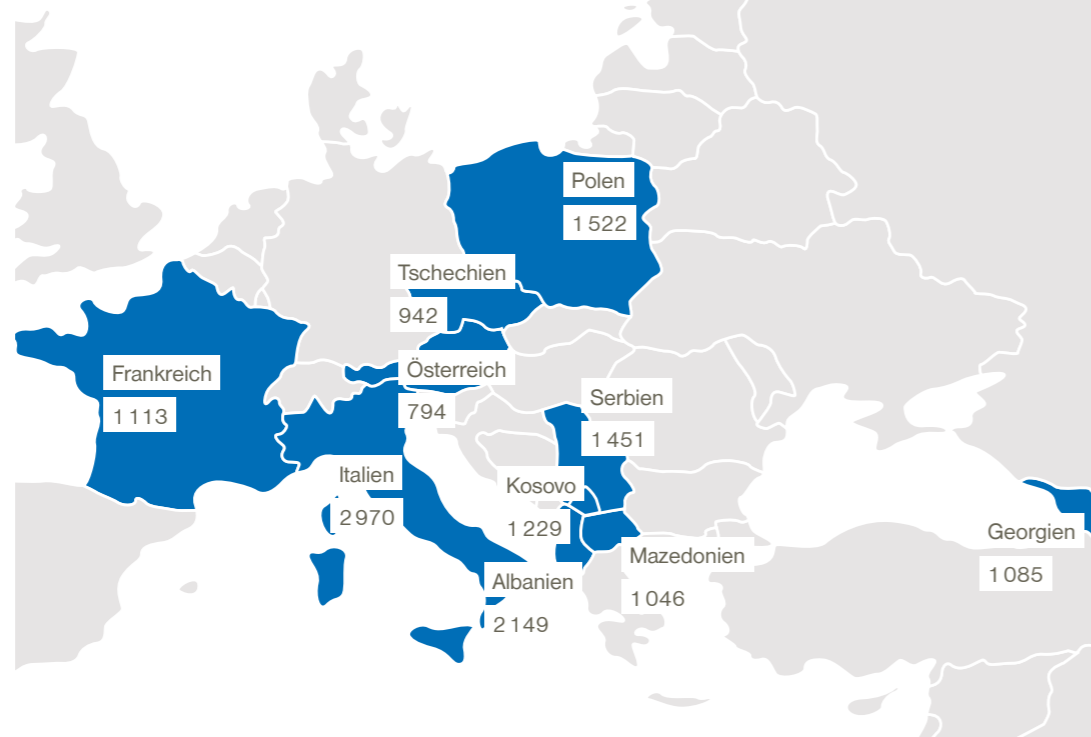 Polen
1 522
Tschechien
942
Frankreich
1 113
Österreich
794
Serbien
1 451
Italien
2 970
Kosovo
1 229
Mazedonien
1 046
Georgien
1 085
Albanien
2 149